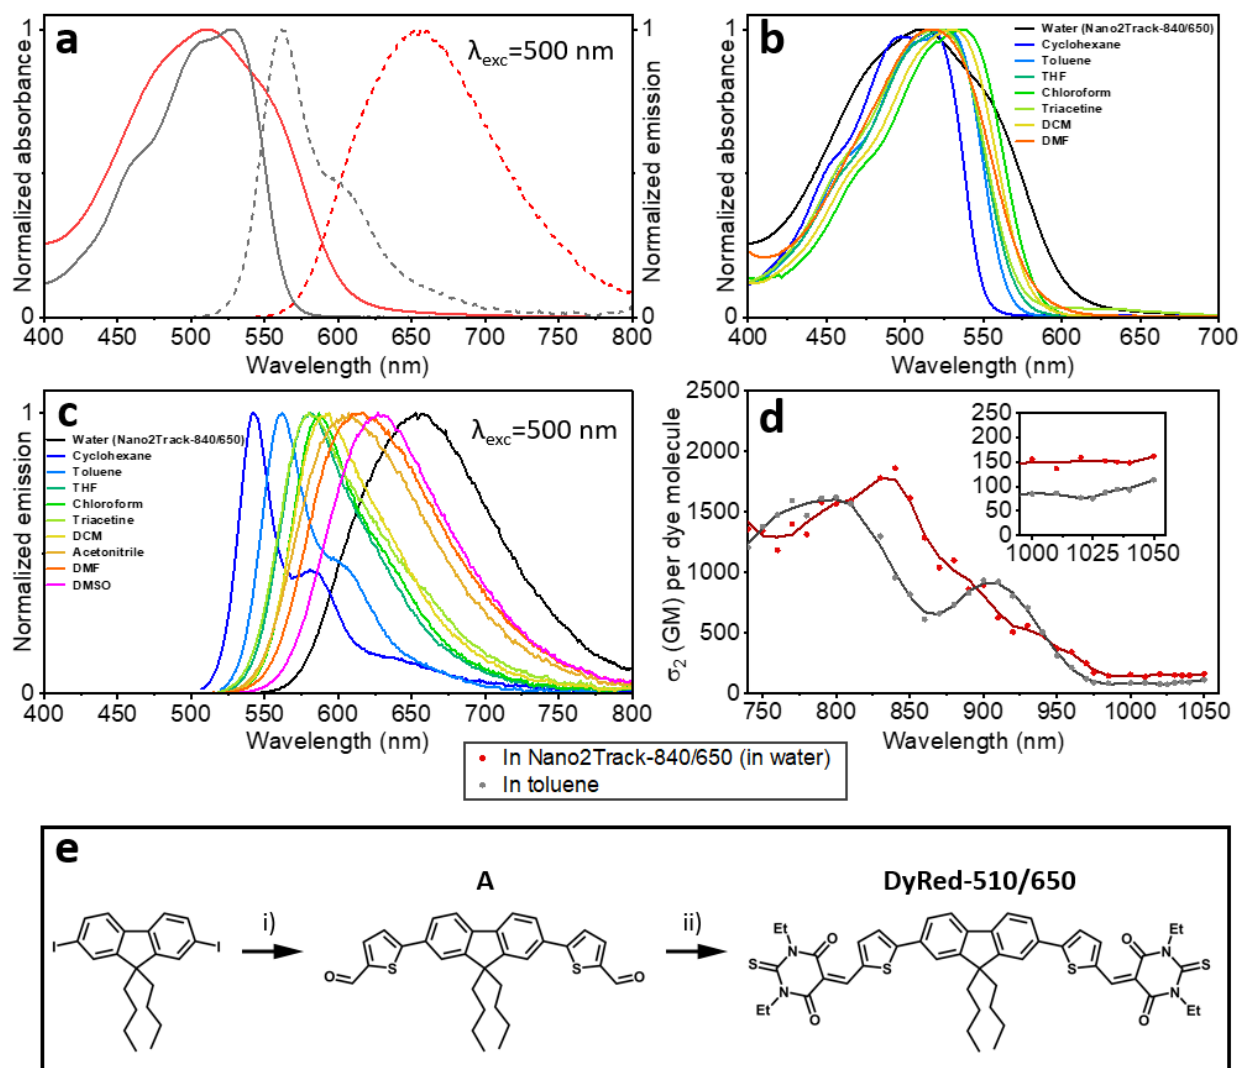 a
λexc=500 nm
Normalized absorbance
Normalized emission
1
0
1
0
400 450 500 550 600 650 700 750 800
Wavelength (nm)
b
Water (Nano2Track-840/650)
Cyclohexane
Toluene
THF
Chloroform
Triacetine
DCM
DMF
Normalized absorbance
1
0
400 450 500 550 600 650 700
Wavelength (nm)
c
λexc=500 nm
Water (Nano2Track-840/650)
Cyclohexane
Toluene
THF
Chloroform
Triacetine
DCM
Acetonitrile
DMF
DMSO
Normalized emission
1
0
400 450 500 550 600 650 700 750 800
Wavelength (nm)
d
σ2 (GM) per dye molecule
2500
2000
1500
1000
500
0
250
200
150
100
50
0
1000 1025 1050
750 800 850 900 950 1000 1050
Wavelength (nm)
In Nano2Track-840/650 (in water)
In toluene
e
A
DyRed-510/650
i)
ii)
I
I
O
S
S
O
Et
N
O
S
N
Et
O
S
S
O
Et
N
S
N
O
Et